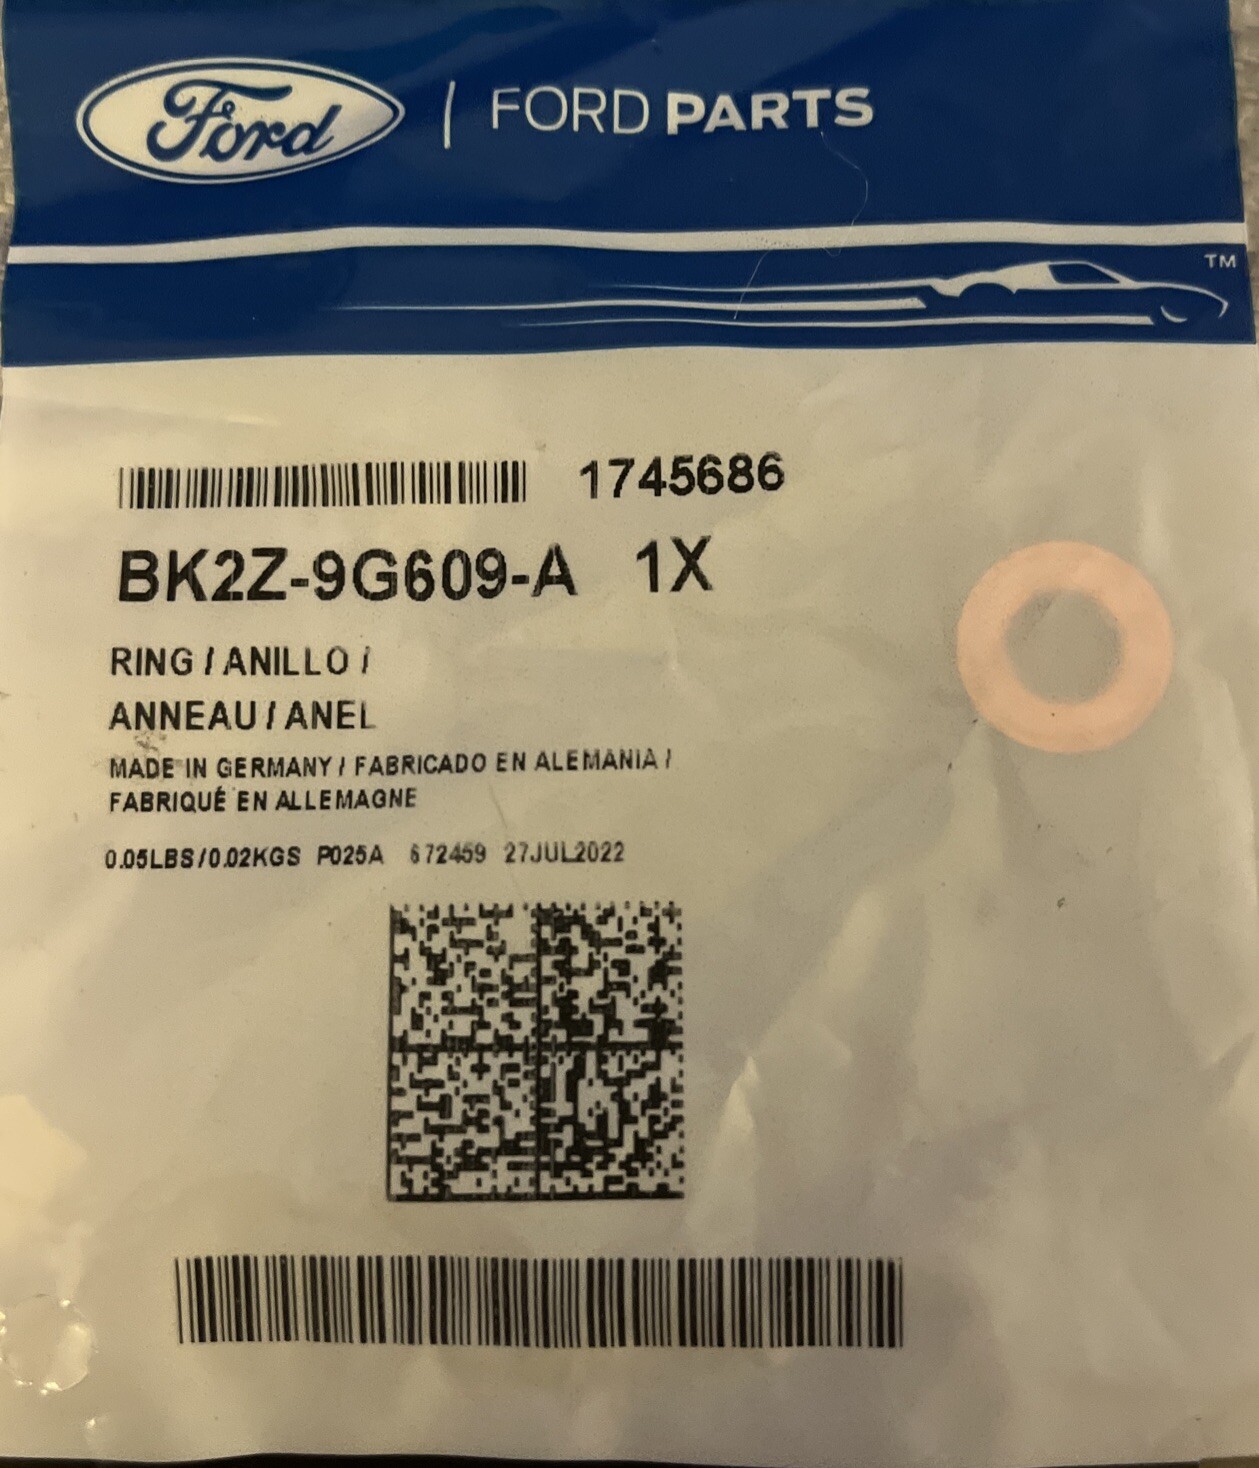 Ford | FORD PARTS
TM
1745686
BK2Z-9G609-A 1X
RING / ANILLO /
ANNEAU / ANEL
MADE IN GERMANY / FABRICADO EN ALEMANIA /
FABRIQUÉ EN ALLEMAGNE
0.05LBS/0.02KGS P025A 672459 27JUL2022